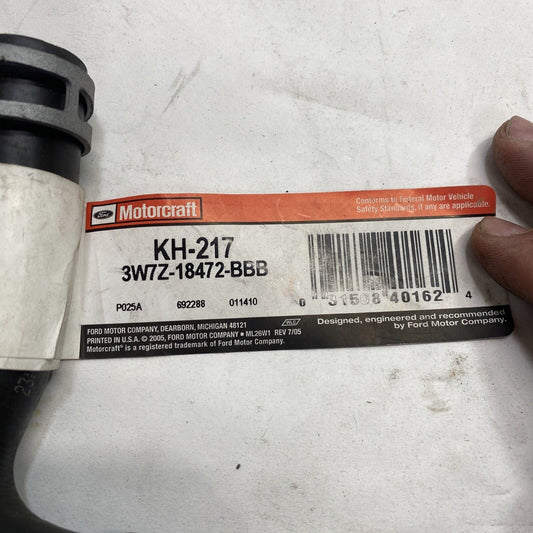 Ford Motorcraft
Conforms to Federal Motor Vehicle
Safety Standards, if any are applicable.
KH-217
3W7Z-18472-BBB
P025A 692288 011410
0 31508 40162 4
FORD MOTOR COMPANY, DEARBORN, MICHIGAN 48121
PRINTED IN U.S.A. © 2005, FORD MOTOR COMPANY • ML26W1 REV 7/05
Motorcraft® is a registered trademark of Ford Motor Company.
Designed, engineered and recommended
by Ford Motor Company.